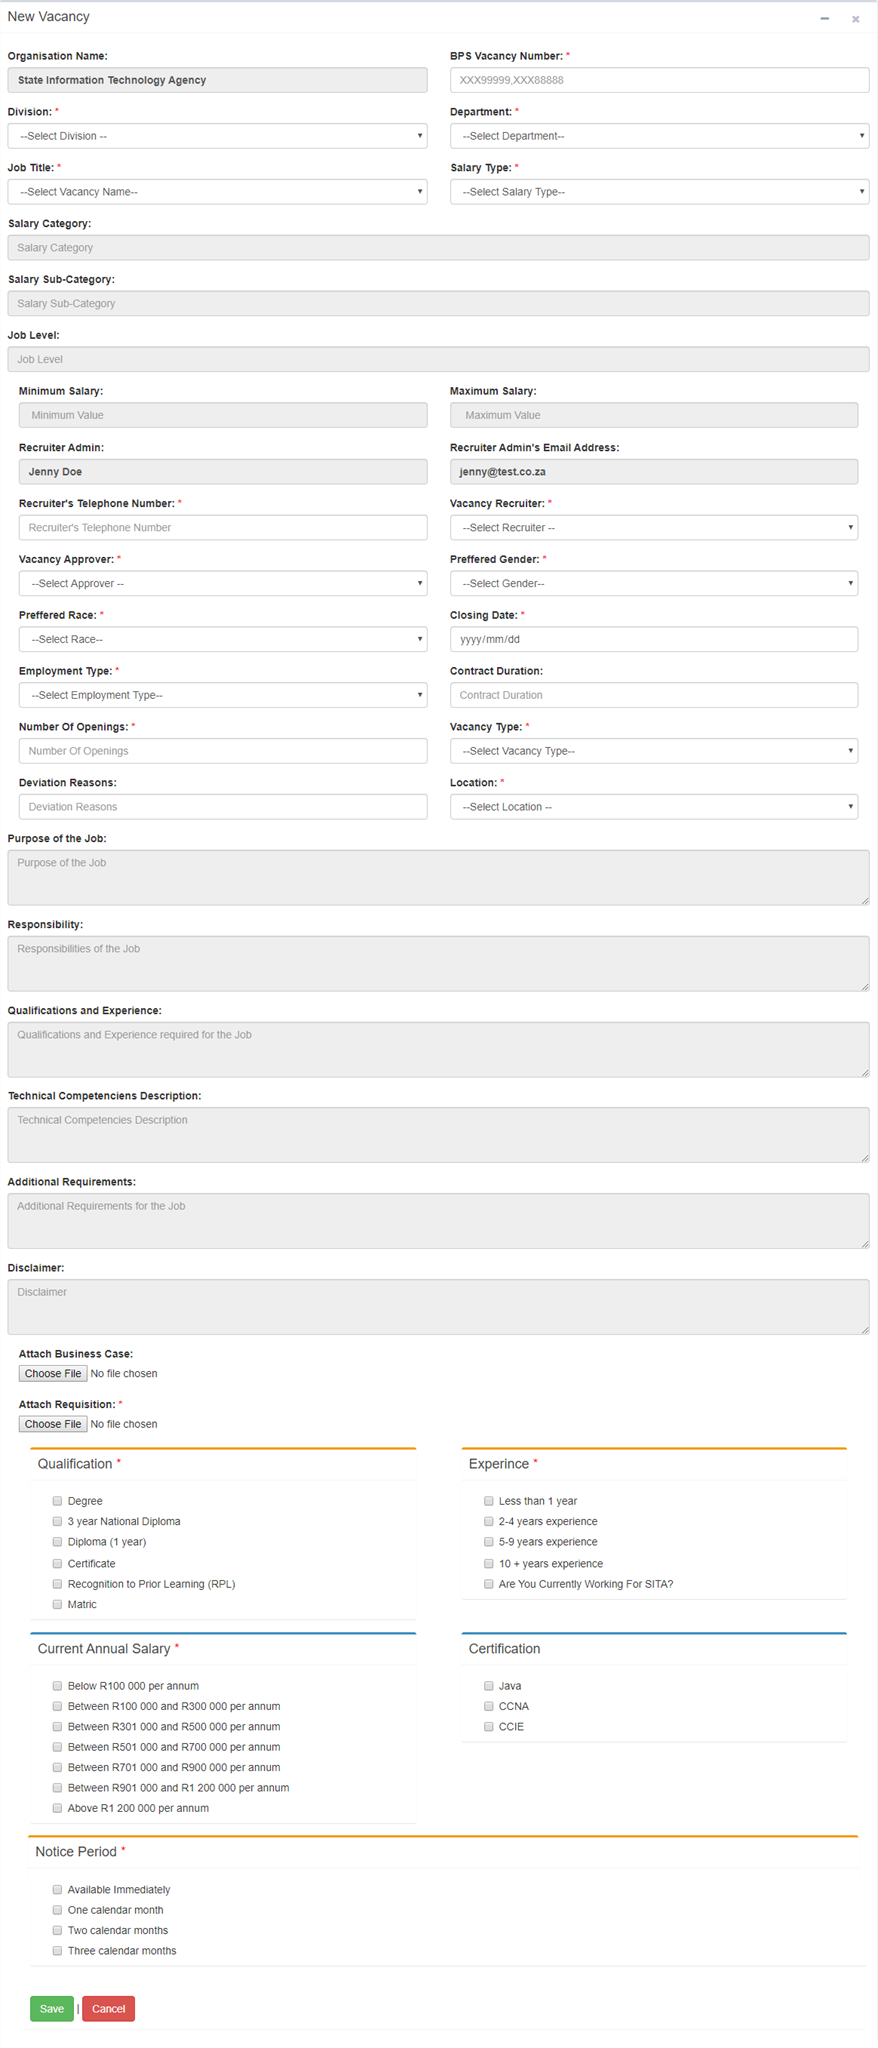 New Vacancy
Organisation Name: BPS Vacancy Number: *
State Information Technology Agency XXX99999,XXX88888
Division: * Department: *
--Select Division -- --Select Department--
Job Title: * Salary Type: *
--Select Vacancy Name-- --Select Salary Type--
Salary Category:
Salary Category
Salary Sub-Category:
Salary Sub-Category
Job Level:
Job Level
Minimum Salary: Maximum Salary:
Minimum Value Maximum Value
Recruiter Admin: Recruiter Admin's Email Address:
Jenny Doe jenny@test.co.za
Recruiter's Telephone Number: * Vacancy Recruiter: *
Recruiter's Telephone Number --Select Recruiter --
Vacancy Approver: * Preffered Gender: *
--Select Approver -- --Select Gender--
Preffered Race: * Closing Date: *
--Select Race-- yyyy/mm/dd
Employment Type: * Contract Duration:
--Select Employment Type-- Contract Duration
Number Of Openings: * Vacancy Type: *
Number Of Openings --Select Vacancy Type--
Deviation Reasons: Location: *
Deviation Reasons --Select Location --
Purpose of the Job:
Purpose of the Job
Responsibility:
Responsibilities of the Job
Qualifications and Experience:
Qualifications and Experience required for the Job
Technical Competenciens Description:
Technical Competencies Description
Additional Requirements:
Additional Requirements for the Job
Disclaimer:
Disclaimer
Attach Business Case:
Choose File No file chosen
Attach Requisition: *
Choose File No file chosen
Qualification *
Degree
3 year National Diploma
Diploma (1 year)
Certificate
Recognition to Prior Learning (RPL)
Matric
Experince *
Less than 1 year
2-4 years experience
5-9 years experience
10 + years experience
Are You Currently Working For SITA?
Current Annual Salary *
Below R100 000 per annum
Between R100 000 and R300 000 per annum
Between R301 000 and R500 000 per annum
Between R501 000 and R700 000 per annum
Between R701 000 and R900 000 per annum
Between R901 000 and R1 200 000 per annum
Above R1 200 000 per annum
Certification
Java
CCNA
CCIE
Notice Period *
Available Immediately
One calendar month
Two calendar months
Three calendar months
Save | Cancel